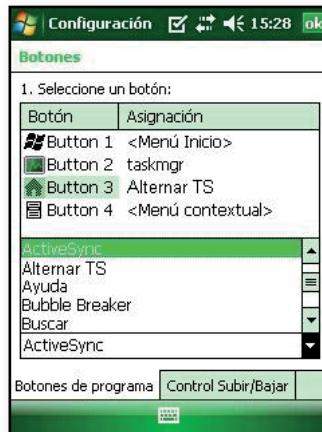 Configuración 15:28 ok
Botones
1. Seleccione un botón:
Botón Asignación
Button 1 <Menú Inicio>
Button 2 taskmgr
Button 3 Alternar TS
Button 4 <Menú contextual>
ActiveSync
Alternar TS
Ayuda
Bubble Breaker
Buscar
ActiveSync
Botones de programa Control Subir/Bajar